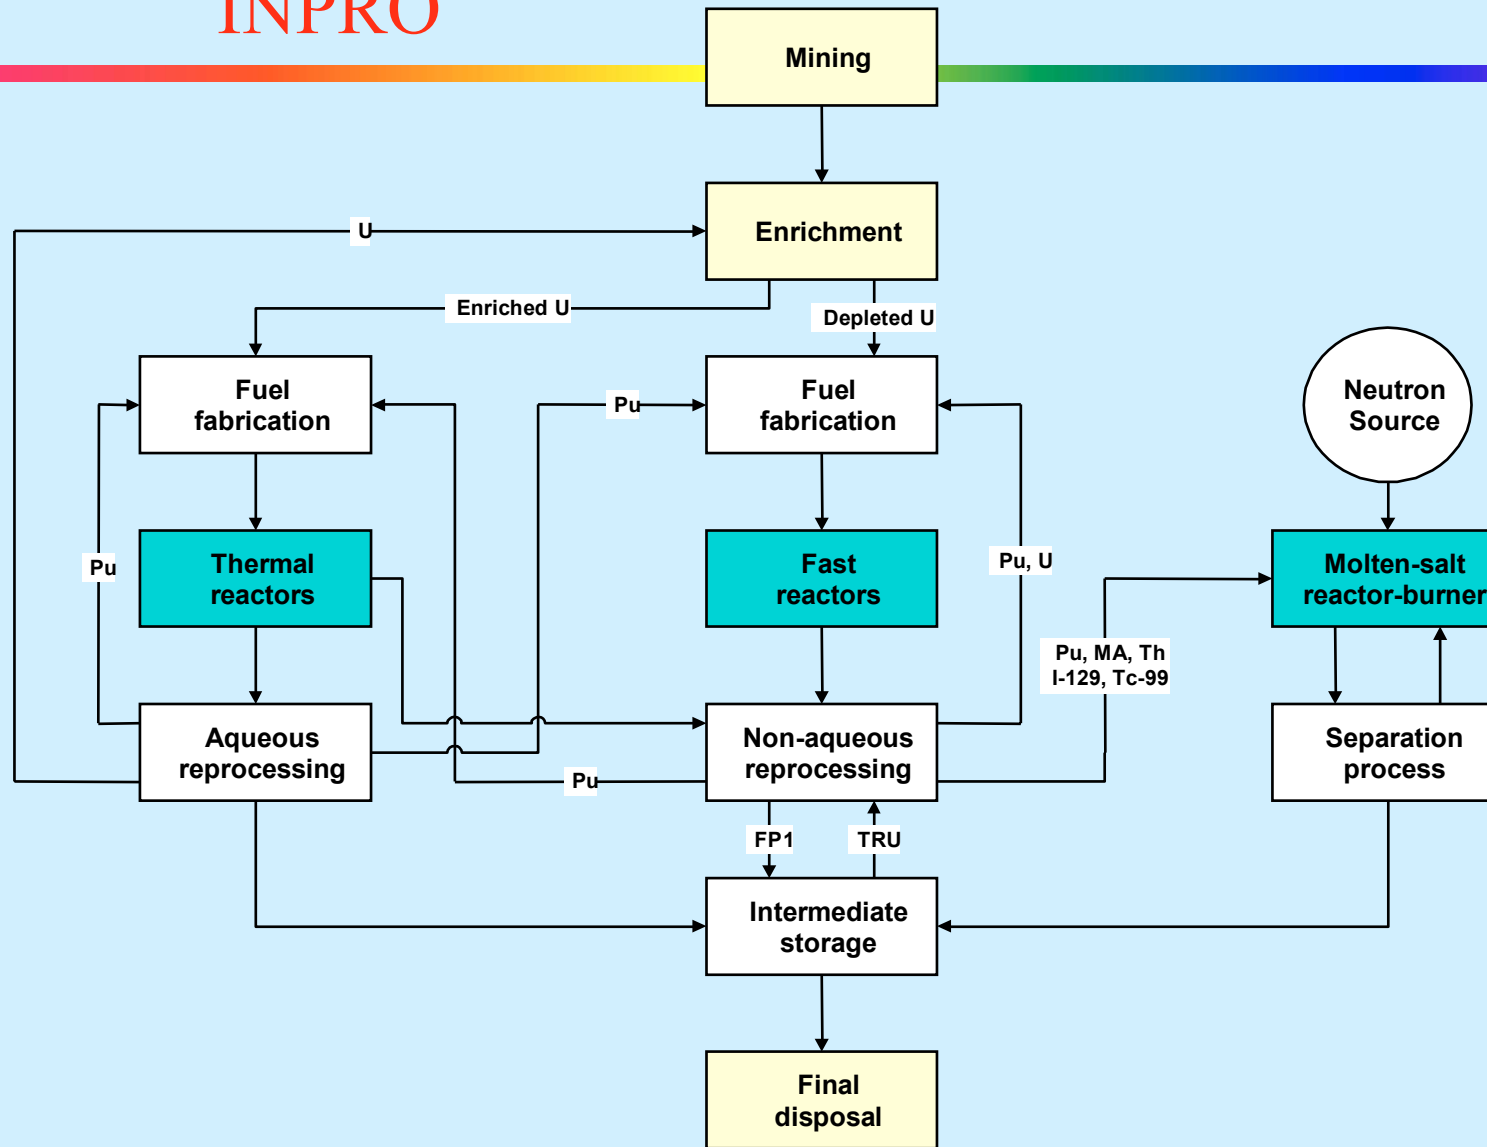 INPRO
Mining
Enrichment
U
Enriched U
Depleted U
Fuel
fabrication
Pu
Fuel
fabrication
Neutron
Source
Pu
Thermal
reactors
Fast
reactors
Pu, U
Molten-salt
reactor-burner
Pu, MA, Th
I-129, Tc-99
Aqueous
reprocessing
Pu
Non-aqueous
reprocessing
Separation
process
FP1
TRU
Intermediate
storage
Final
disposal